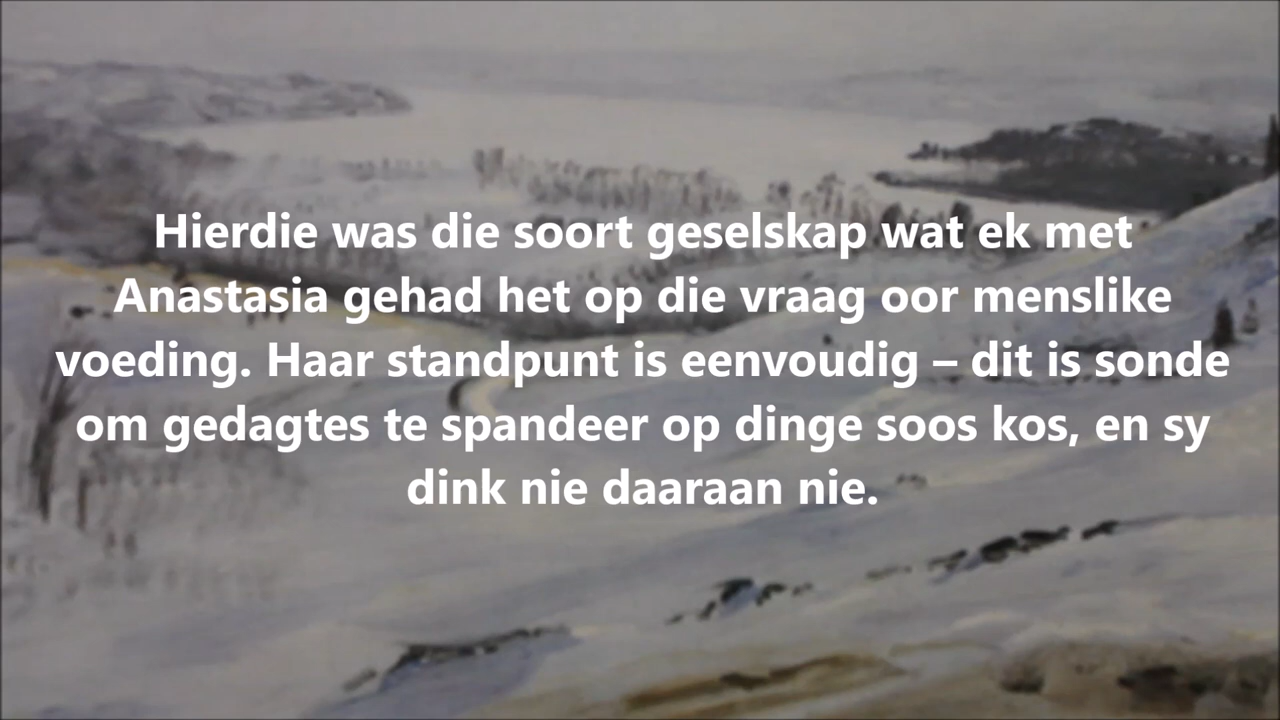 Hierdie was die soort geselskap wat ek met
Anastasia gehad het op die vraag oor menslike
voeding. Haar standpunt is eenvoudig – dit is sonde
om gedagtes te spandeer op dinge soos kos, en sy
dink nie daaraan nie.